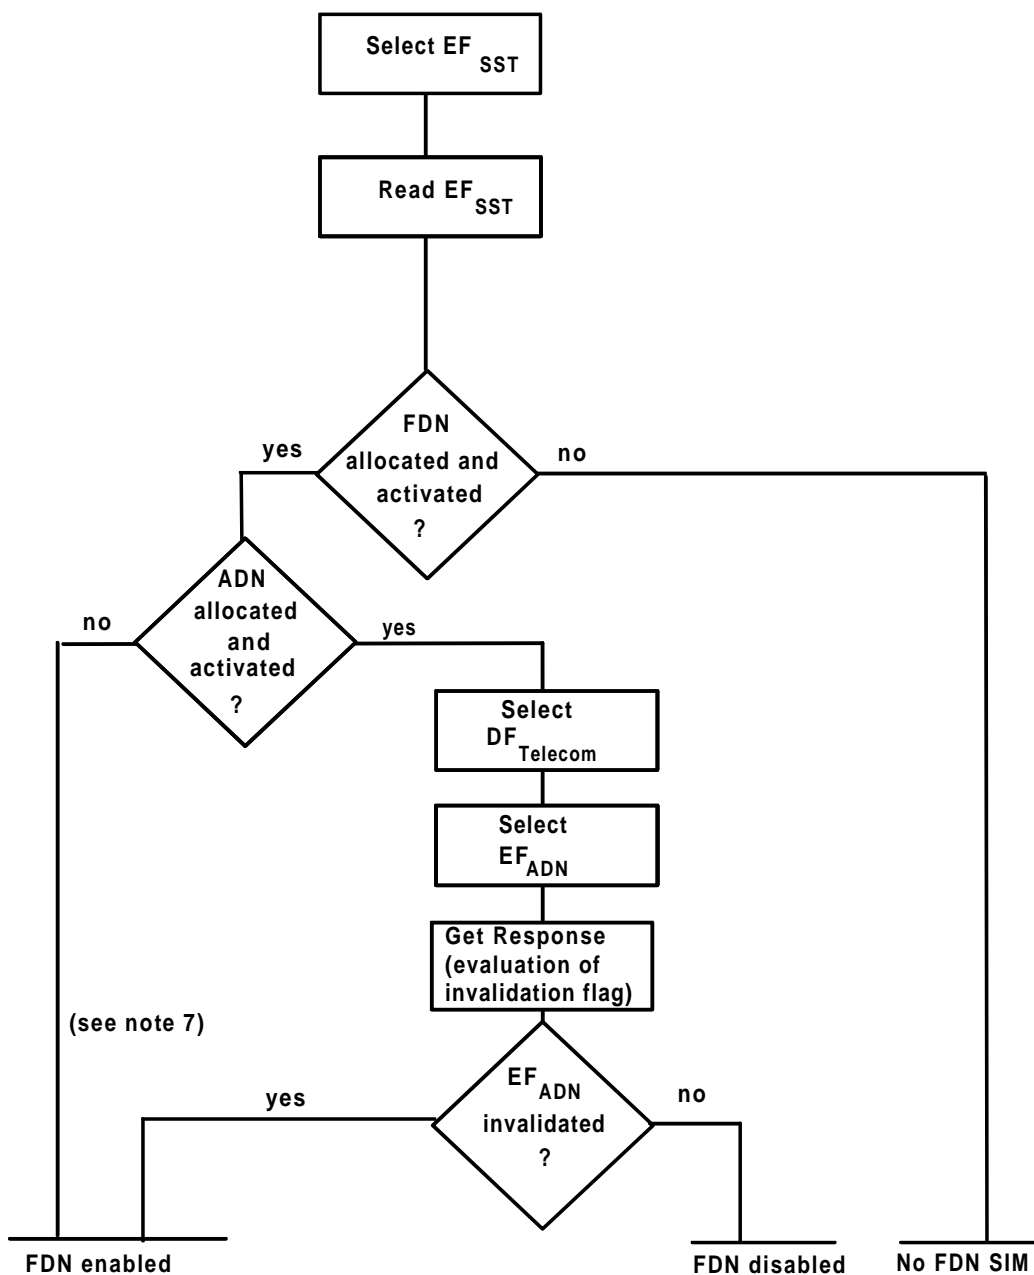 Select EF SST
Read EF SST
FDN
allocated and
activated
?
yes
no
ADN
allocated
and
activated
?
no
yes
Select
DF Telecom
Select
EF ADN
Get Response
(evaluation of
invalidation flag)
(see note 7)
EF ADN
invalidated
?
yes
no
FDN enabled
FDN disabled
No FDN SIM